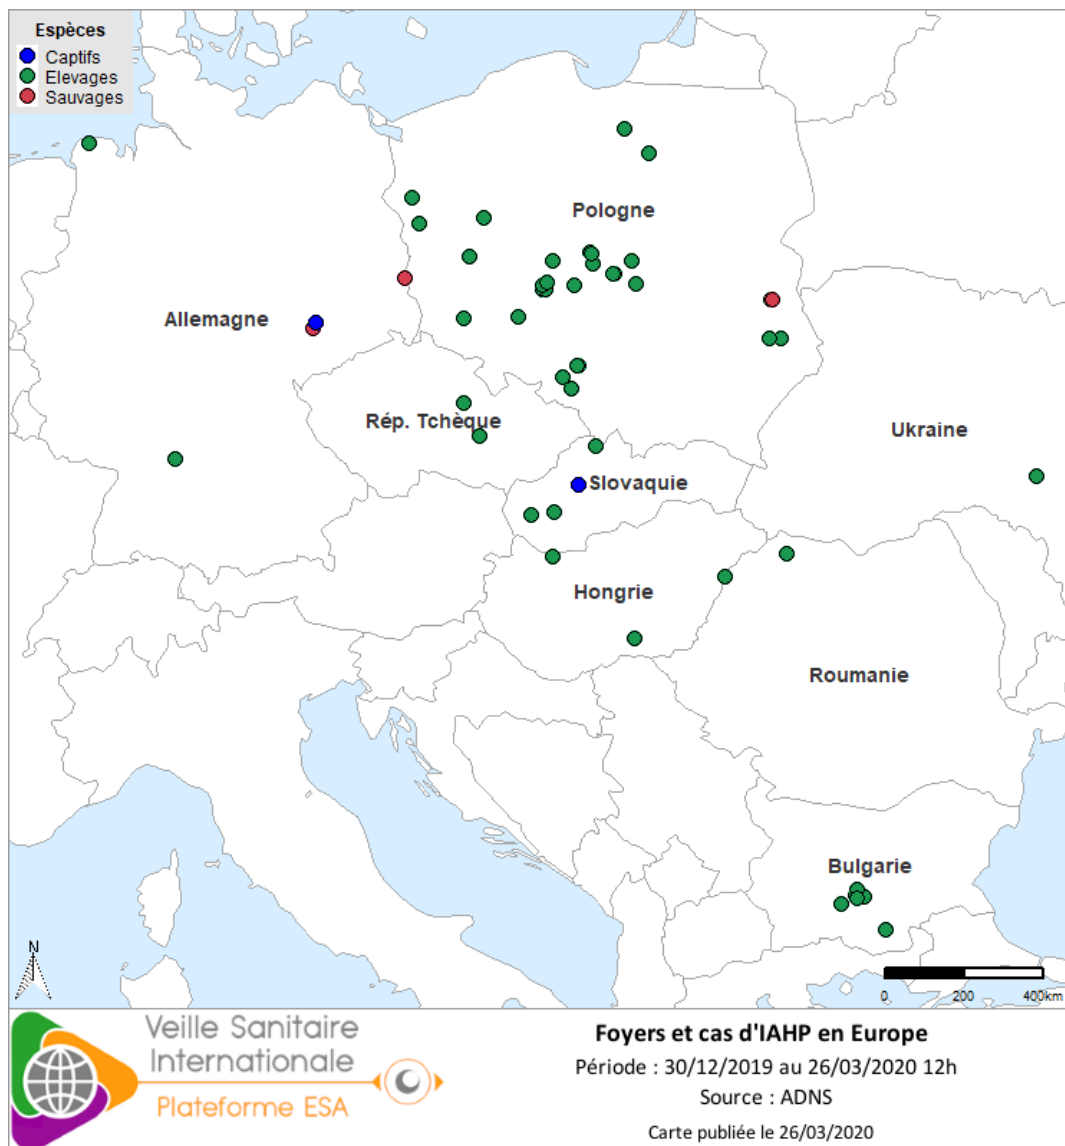 Espèces
Captifs
Elevages
Sauvages
Pologne
Allemagne
Rép. Tchèque
Ukraine
Slovaquie
Hongrie
Roumanie
Bulgarie
N
0 200 400km
Veille Sanitaire
Internationale
Plateforme ESA
Foyers et cas d'IAHP en Europe
Période : 30/12/2019 au 26/03/2020 12h
Source : ADNS
Carte publiée le 26/03/2020